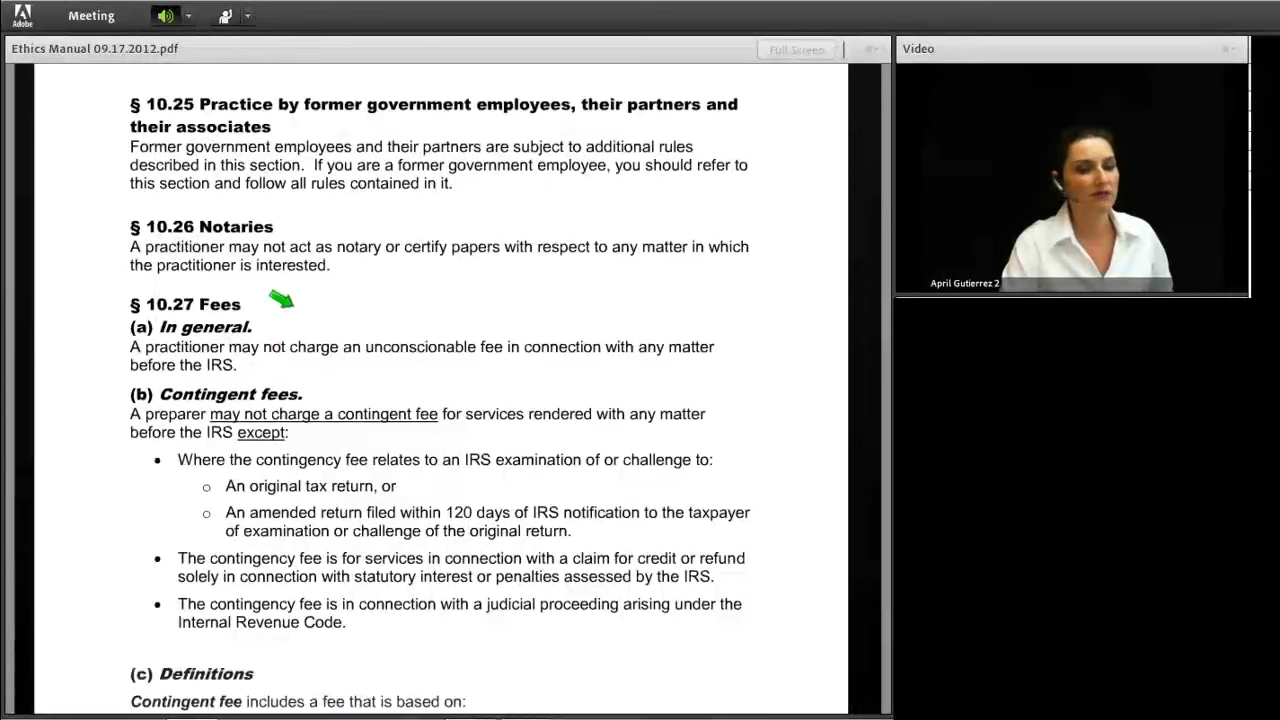 Adobe
Meeting
Ethics Manual 09.17.2012.pdf
Full Screen
Video
§ 10.25 Practice by former government employees, their partners and
their associates
Former government employees and their partners are subject to additional rules
described in this section. If you are a former government employee, you should refer to
this section and follow all rules contained in it.
§ 10.26 Notaries
A practitioner may not act as notary or certify papers with respect to any matter in which
the practitioner is interested.
§ 10.27 Fees
(a) In general.
A practitioner may not charge an unconscionable fee in connection with any matter
before the IRS.
(b) Contingent fees.
A preparer may not charge a contingent fee for services rendered with any matter
before the IRS except:
• Where the contingency fee relates to an IRS examination of or challenge to:
o An original tax return, or
o An amended return filed within 120 days of IRS notification to the taxpayer
of examination or challenge of the original return.
• The contingency fee is for services in connection with a claim for credit or refund
solely in connection with statutory interest or penalties assessed by the IRS.
• The contingency fee is in connection with a judicial proceeding arising under the
Internal Revenue Code.
(c) Definitions
Contingent fee includes a fee that is based on:
April Gutierrez 2